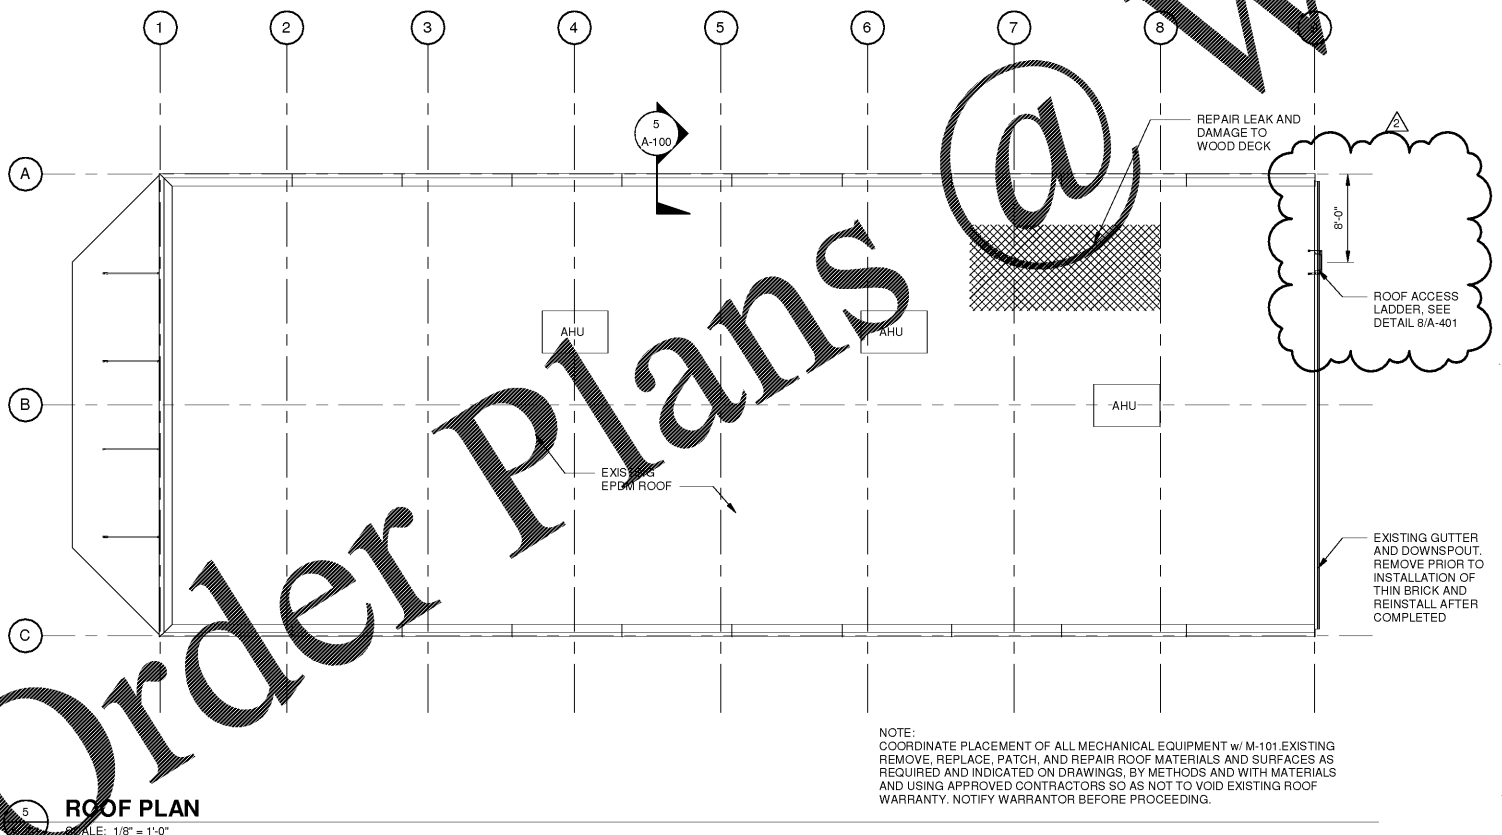 1 2 3 4 5 6 7 8
5
A-100
REPAIR LEAK AND
DAMAGE TO
WOOD DECK
2
A
8'-0"
ROOF ACCESS
LADDER, SEE
DETAIL 8/A-401
AHU
AHU
B
AHU
EXISTING
EPDM ROOF
EXISTING GUTTER
AND DOWNSPOUT.
REMOVE PRIOR TO
INSTALLATION OF
THIN BRICK AND
REINSTALL AFTER
COMPLETED
C
Order Plans @ W
NOTE:
COORDINATE PLACEMENT OF ALL MECHANICAL EQUIPMENT w/ M-101.EXISTING
REMOVE, REPLACE, PATCH, AND REPAIR ROOF MATERIALS AND SURFACES AS
REQUIRED AND INDICATED ON DRAWINGS, BY METHODS AND WITH MATERIALS
AND USING APPROVED CONTRACTORS SO AS NOT TO VOID EXISTING ROOF
WARRANTY. NOTIFY WARRANTOR BEFORE PROCEEDING.
5
ROOF PLAN
SCALE: 1/8" = 1'-0"